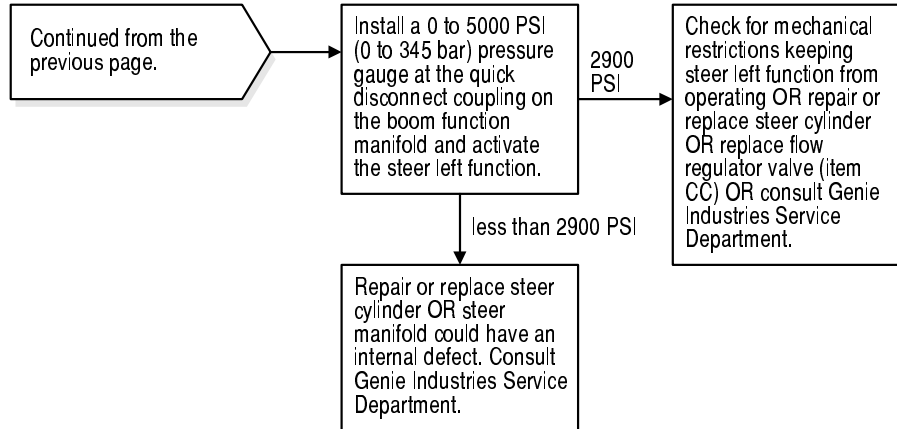 Continued from the
previous page.
Install a 0 to 5000 PSI
(0 to 345 bar) pressure
gauge at the quick
disconnect coupling on
the boom function
manifold and activate
the steer left function.
2900
PSI
Check for mechanical
restrictions keeping
steer left function from
operating OR repair or
replace steer cylinder
OR replace flow
regulator valve (item
CC) OR consult Genie
Industries Service
Department.
less than 2900 PSI
Repair or replace steer
cylinder OR steer
manifold could have an
internal defect. Consult
Genie Industries Service
Department.